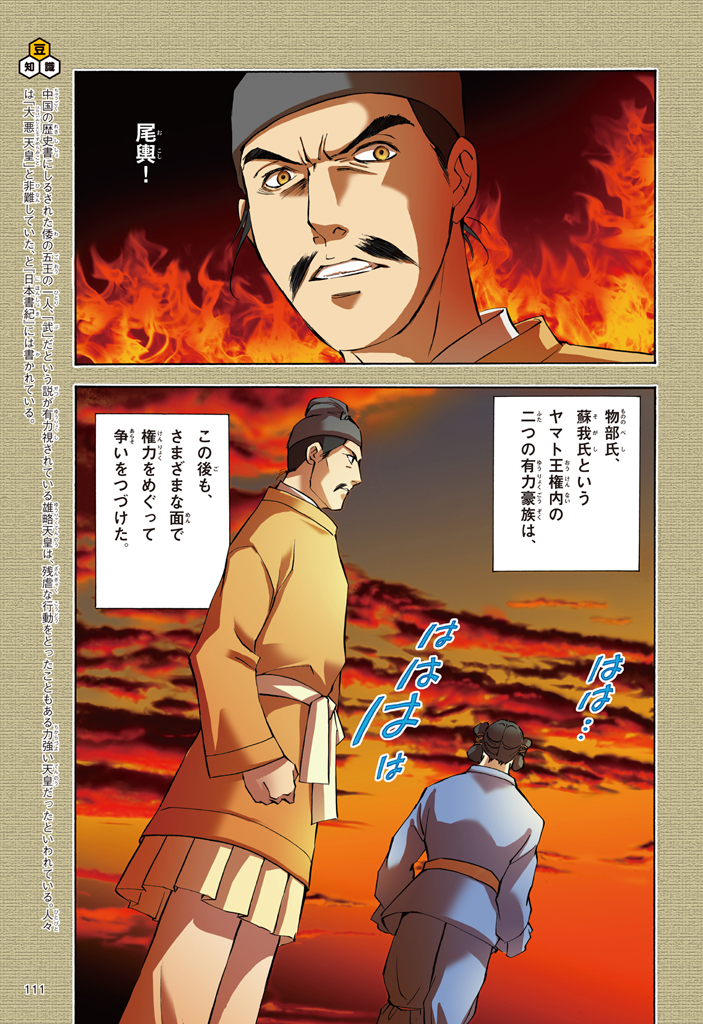 尾輿！
物部氏、
蘇我氏という
ヤマト王権内の
二つの有力豪族は、
この後も、
さまざまな面で
権力をめぐって
争いをつづけた。
はは…
は
は
は
は
豆
知識
中国の歴史書にしるされた倭の五王の一人、「武」だという説が有力視されている雄略天皇は、残虐な行動をとったこともある力強い天皇だったといわれている。人々
は「大悪天皇」と非難していた、と『日本書紀』には書かれている。
111